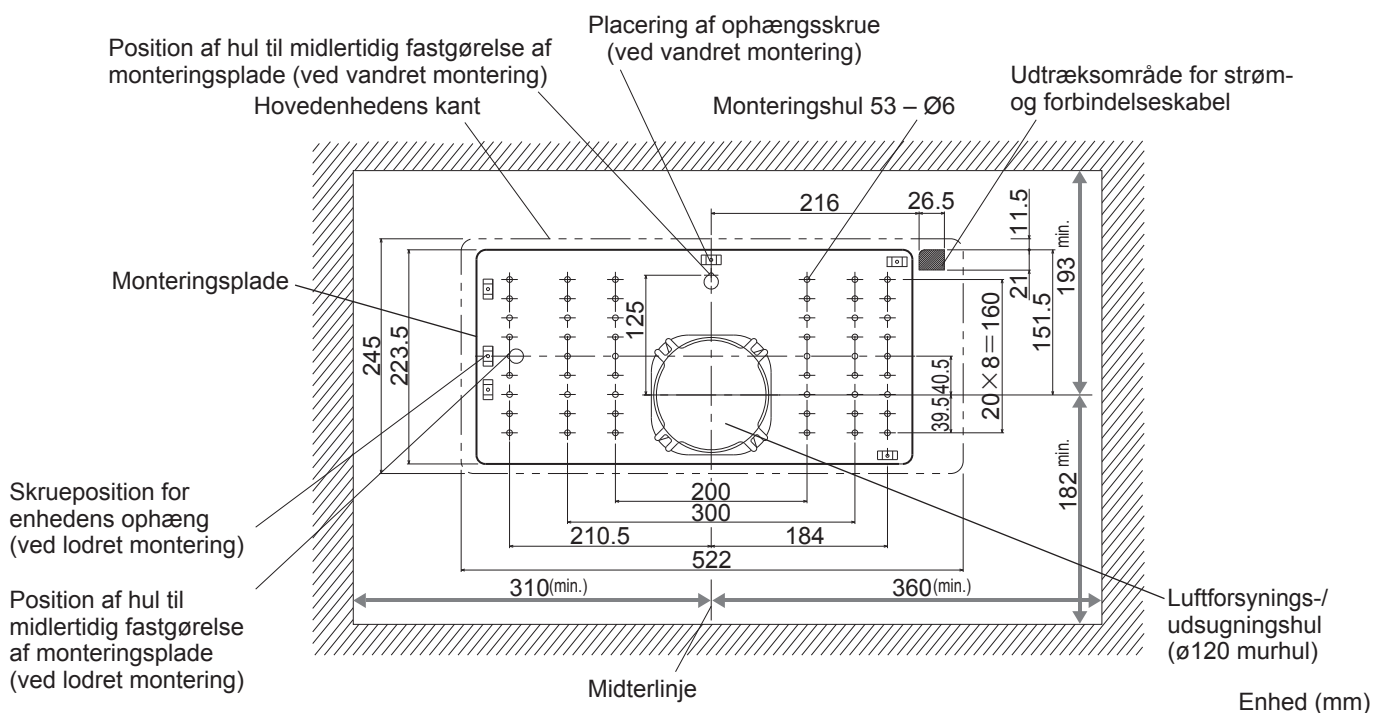 Placering af ophængsskrue
(ved vandret montering)
Position af hul til midlertidig fastgørelse af
monteringsplade (ved vandret montering)
Udtræksområde for strøm-
og forbindelseskabel
Hovedenhedens kant
Monteringshul 53 – Ø6
216
26.5
11.5
193 min.
Monteringsplade
245
223.5
125
21
151.5
20×8=160
40.5
39.5
182 min.
200
300
210.5
184
522
310(min.)
360(min.)
Skrueposition for
enhedens ophæng
(ved lodret montering)
Position af hul til
midlertidig fastgørelse
af monteringsplade
(ved lodret montering)
Luftforsynings-/
udsugningshul
(ø120 murhul)
Midterlinje
Enhed (mm)